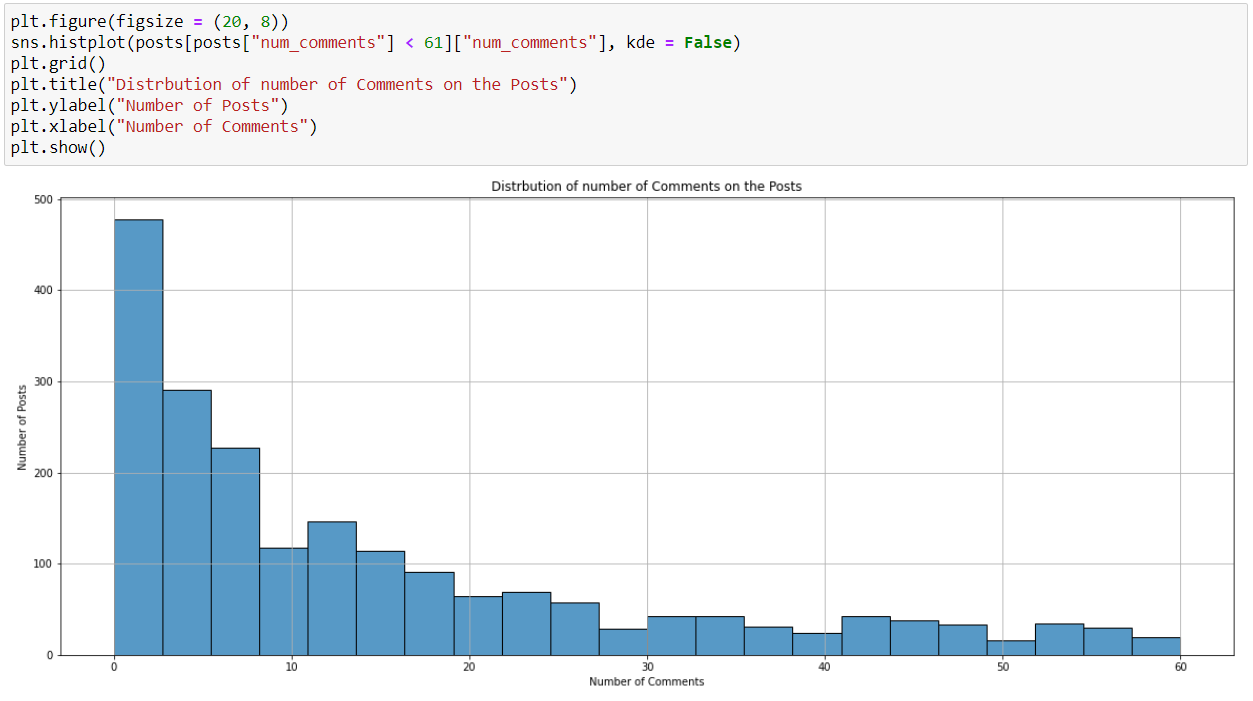 plt.figure(figsize = (20, 8))
sns.histplot(posts[posts["num_comments"] < 61]["num_comments"], kde = False)
plt.grid()
plt.title("Distrbution of number of Comments on the Posts")
plt.ylabel("Number of Posts")
plt.xlabel("Number of Comments")
plt.show()
Distrbution of number of Comments on the Posts
500
400
300
200
100
0
Number of Posts
0 10 20 30 40 50 60
Number of Comments